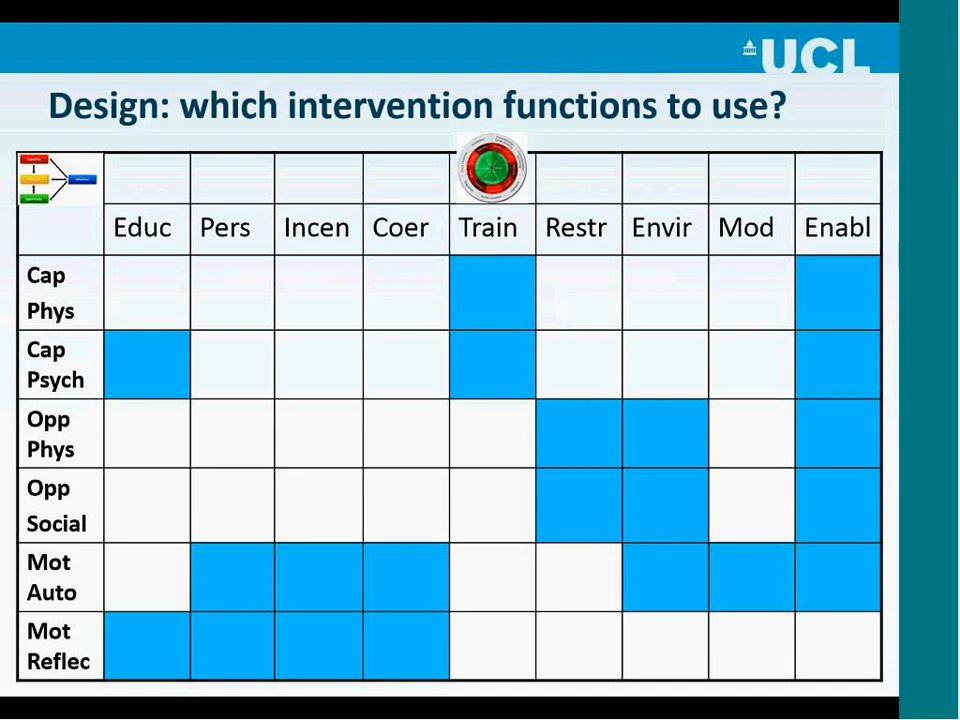 UCL
Design: which intervention functions to use?
Educ Pers Incen Coer Train Restr Envir Mod Enabl
Cap
Phys
Cap
Psych
Opp
Phys
Opp
Social
Mot
Auto
Mot
Reflec